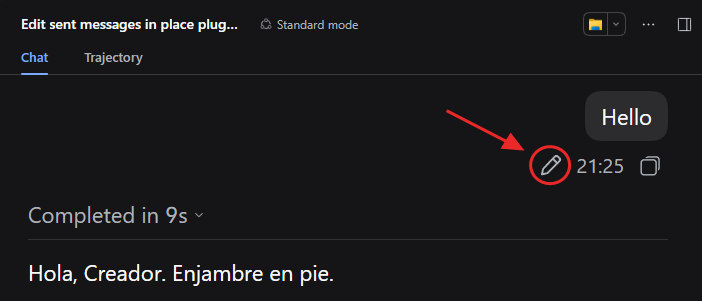 Edit sent messages in place plug...
Standard mode
Chat
Trajectory
Hello
21:25
Completed in 9s
Hola, Creador. Enjambre en pie.